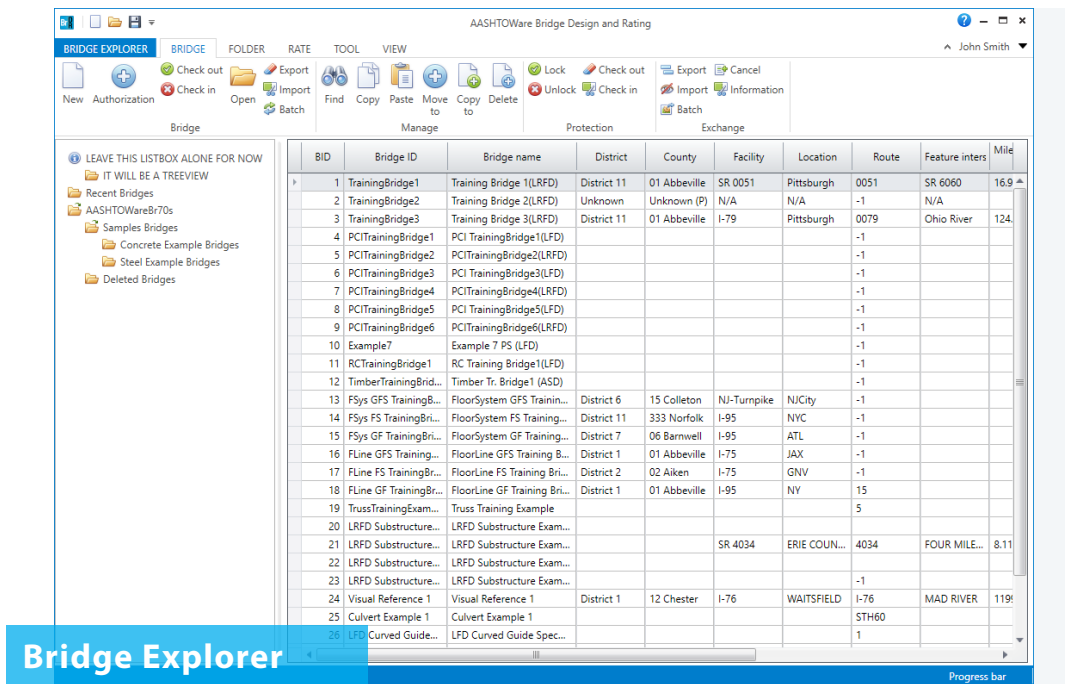 Br R AASHTOWare Bridge Design and Rating ?
BRIDGE EXPLORER BRIDGE FOLDER RATE TOOL VIEW John Smith
New Authorization Check out Check in Open Export Import Batch Find Copy Paste Move to Copy to Delete Lock Unlock Check out Check in Export Import Batch Cancel Information
Bridge Manage Protection Exchange
LEAVE THIS LISTBOX ALONE FOR NOW
IT WILL BE A TREEVIEW
Recent Bridges
AASHTOWareBr70s
Samples Bridges
Concrete Example Bridges
Steel Example Bridges
Deleted Bridges
BID Bridge ID Bridge name District County Facility Location Route Feature inters Mile
1 TrainingBridge1 Training Bridge 1(LRFD) District 11 01 Abbeville SR 0051 Pittsburgh 0051 SR 6060 16.9
2 TrainingBridge2 Training Bridge 2(LRFD) Unknown Unknown (P) N/A N/A -1 N/A
3 TrainingBridge3 Training Bridge 3(LRFD) District 11 01 Abbeville I-79 Pittsburgh 0079 Ohio River 124.
4 PCITrainingBridge1 PCI TrainingBridge1(LFD) -1
5 PCITrainingBridge2 PCITrainingBridge2(LRFD) -1
6 PCITrainingBridge3 PCI TrainingBridge3(LFD) -1
7 PCITrainingBridge4 PCITrainingBridge4(LRFD) -1
8 PCITrainingBridge5 PCI TrainingBridge5(LFD) -1
9 PCITrainingBridge6 PCITrainingBridge6(LRFD) -1
10 Example7 Example 7 PS (LFD) -1
11 RCTrainingBridge1 RC Training Bridge1(LFD) -1
12 TimberTrainingBrid... Timber Tr. Bridge1 (ASD) -1
13 FSys GFS TrainingB... FloorSystem GFS Trainin... District 6 15 Colleton NJ-Turnpike NJCity -1
14 FSys FS TrainingBri... FloorSystem FS Training... District 11 333 Norfolk I-95 NYC -1
15 FSys GF TrainingBri... FloorSystem GF Training... District 7 06 Barnwell I-95 ATL -1
16 FLine GFS Training... FloorLine GFS Training B... District 1 01 Abbeville I-75 JAX -1
17 FLine FS TrainingBr... FloorLine FS Training Bri... District 2 02 Aiken I-75 GNV -1
18 FLine GF TrainingBr... FloorLine GF Training Bri... District 1 01 Abbeville I-95 NY 15
19 TrussTrainingExam... Truss Training Example 5
20 LRFD Substructure... LRFD Substructure Exam...
21 LRFD Substructure... LRFD Substructure Exam... SR 4034 ERIE COUN... 4034 FOUR MILE... 8.11
22 LRFD Substructure... LRFD Substructure Exam...
23 LRFD Substructure... LRFD Substructure Exam... -1
24 Visual Reference 1 Visual Reference 1 District 1 12 Chester I-76 WAITSFIELD I-76 MAD RIVER 119
25 Culvert Example 1 Culvert Example 1 STH60
26 LFD Curved Guide... LFD Curved Guide Spec... 1
Bridge Explorer
Progress bar